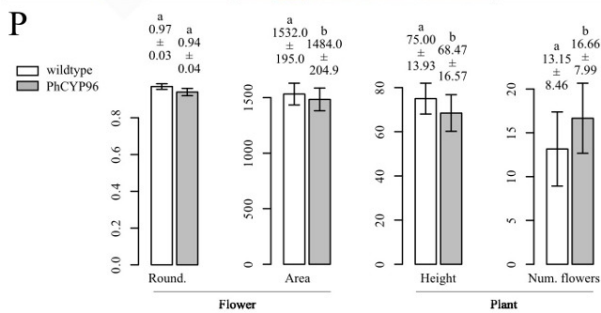 P
wildtype
PhCYP96
a
0.97
±
0.03
a
0.94
±
0.04
0.0 0.2 0.4 0.6 0.8
Round.
a
1532.0
±
195.0
b
1484.0
±
204.9
0 500 1500
Area
Flower
a
75.00
±
13.93
b
68.47
±
16.57
0 20 40 60 80
Height
a
13.15
±
8.46
b
16.66
±
7.99
0 5 10 15 20
Num. flowers
Plant